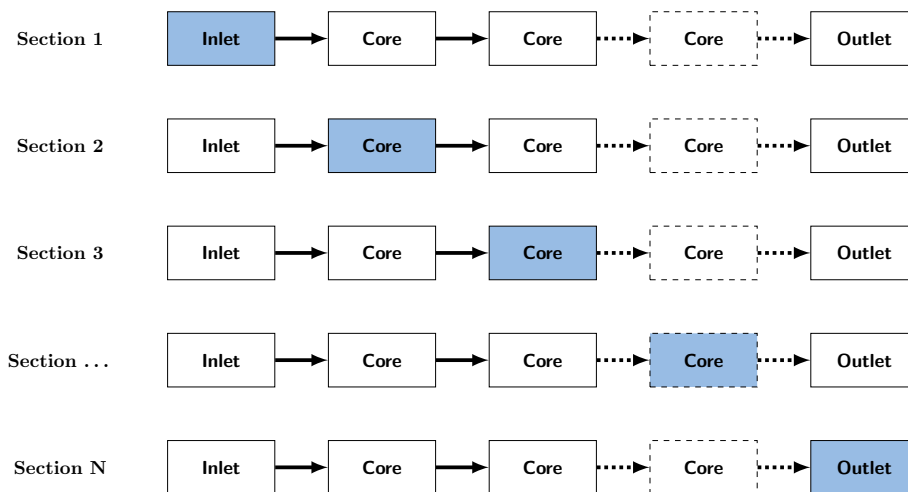 Section 1 Inlet Core Core Core Outlet
Section 2 Inlet Core Core Core Outlet
Section 3 Inlet Core Core Core Outlet
Section ... Inlet Core Core Core Outlet
Section N Inlet Core Core Core Outlet